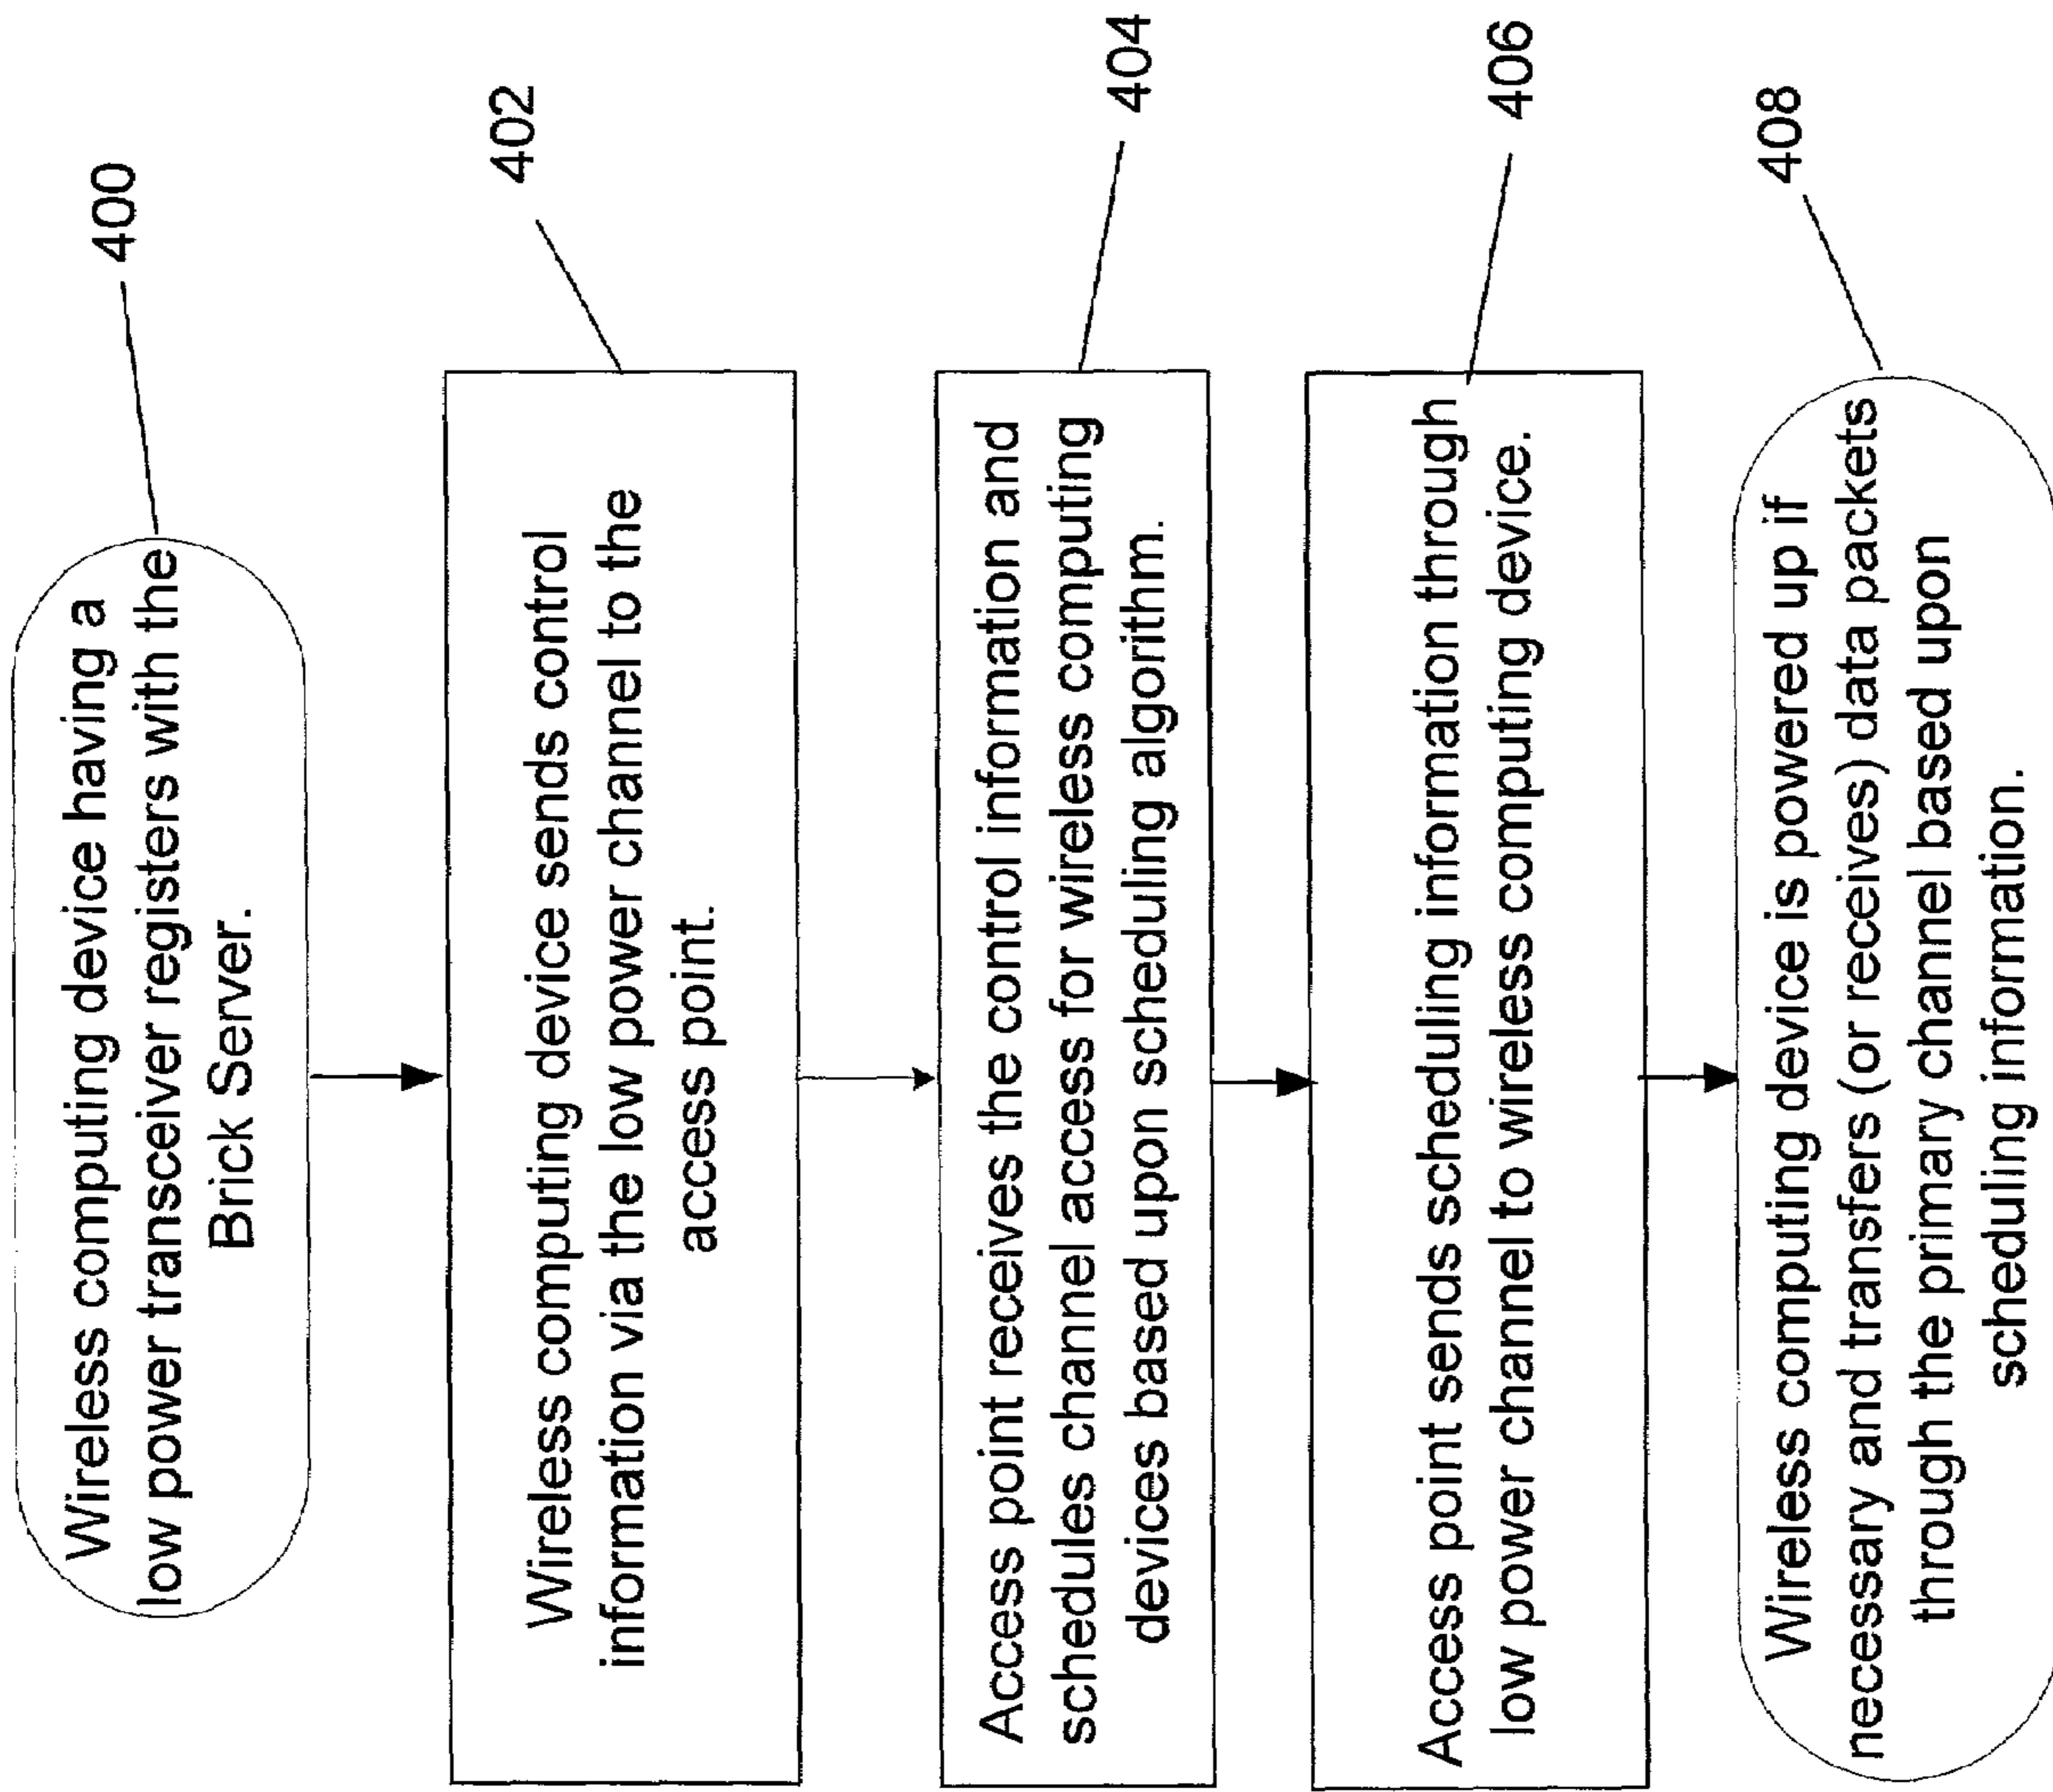 Wireless computing device having a
low power transceiver registers with the
Brick Server.
400
Wireless computing device sends control
information via the low power channel to the
access point.
402
Access point receives the control information and
schedules channel access for wireless computing
devices based upon scheduling algorithm.
404
Access point sends scheduling information through
low power channel to wireless computing device.
406
Wireless computing device is powered up if
necessary and transfers (or receives) data packets
through the primary channel based upon
scheduling information.
408